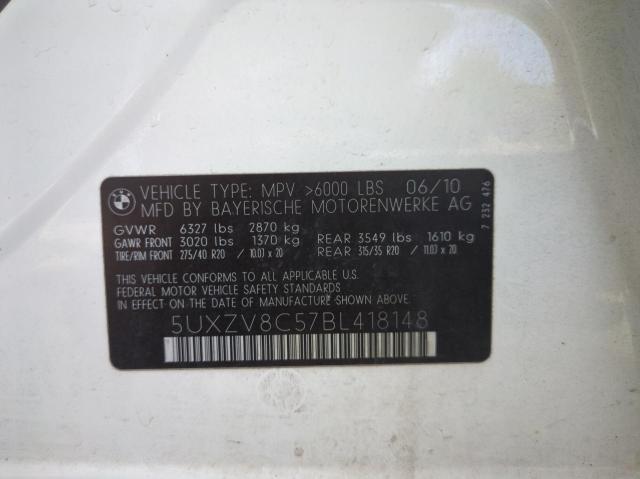 BMW
VEHICLE TYPE: MPV >6000 LBS 06/10
MFD BY BAYERISCHE MOTORENWERKE AG
GVWR 6327 lbs 2870 kg
GAWR FRONT 3020 lbs 1370 kg REAR 3549 lbs 1610 kg
TIRE/RIM FRONT 275/40 R20 / 10.0J x 20 REAR 315/35 R20 / 11.0J x 20
THIS VEHICLE CONFORMS TO ALL APPLICABLE U.S.
FEDERAL MOTOR VEHICLE SAFETY STANDARDS
IN EFFECT ON THE DATE OF MANUFACTURE SHOWN ABOVE.
5UXZV8C57BL418148
7 232 476